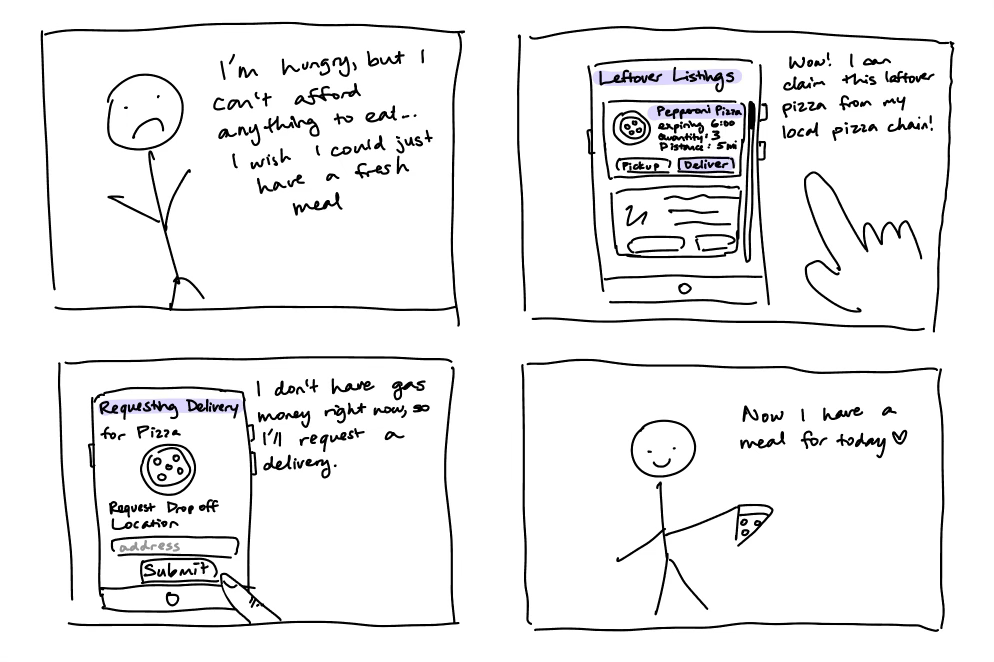 I'm hungry, but I
can't afford
anything to eat...
I wish I could just
have a fresh
meal
Leftover Listings
Pepperoni Pizza
expiring 6:00
Quantity: 3
Distance: 5mi
Pickup
Deliver
Wow! I can
claim this leftover
pizza from my
local pizza chain!
Requesting Delivery
for Pizza
Request Drop off
Location
address
Submit
I don't have gas
money right now, so
I'll request a
delivery.
Now I have a
meal for today ♡